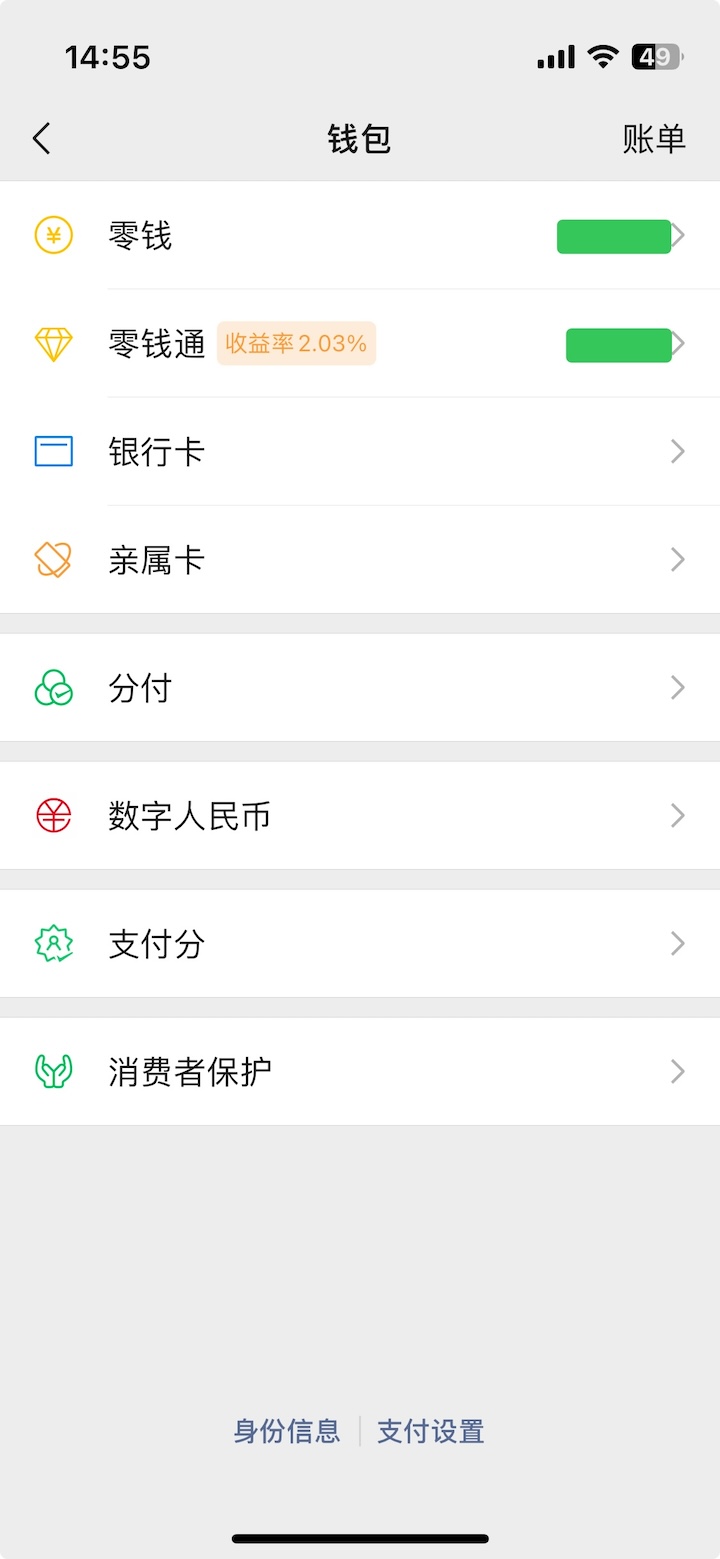 14:55
49
钱包
账单
零钱
零钱通 收益率2.03%
银行卡
亲属卡
分付
数字人民币
支付分
消费者保护
身份信息 支付设置